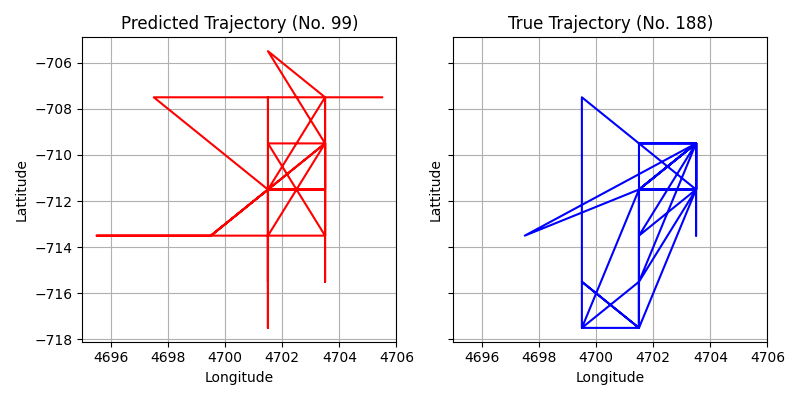 Predicted Trajectory (No. 99)
True Trajectory (No. 188)
−706
−708
−710
−712
−714
−716
−718
Lattitude
Lattitude
4696 4698 4700 4702 4704 4706
4696 4698 4700 4702 4704 4706
Longitude
Longitude